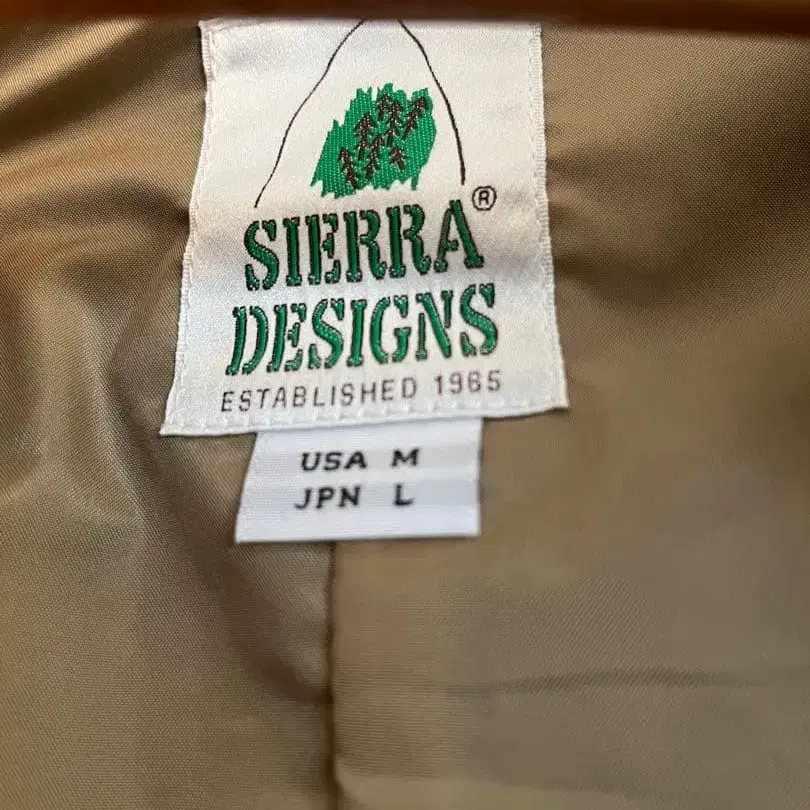 SIERRA®
DESIGNS
ESTABLISHED 1965
USA M
JPN L